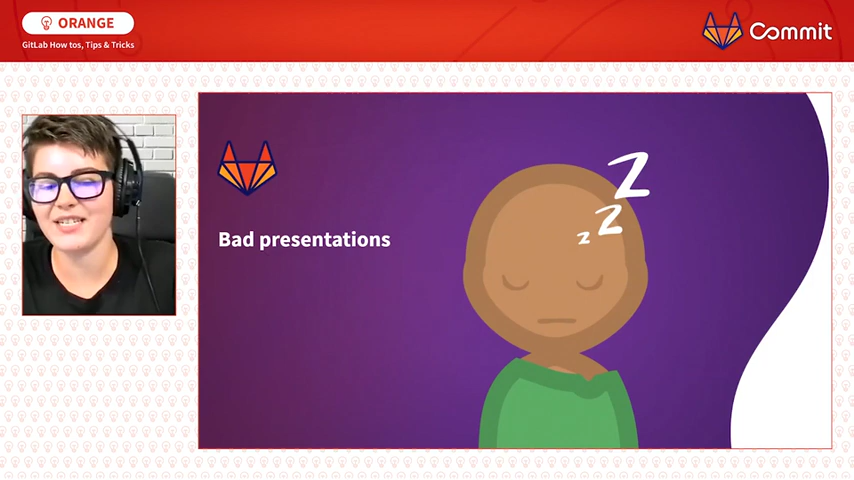 ORANGE
GitLab How tos, Tips & Tricks
Commit
Bad presentations
Z
Z
z